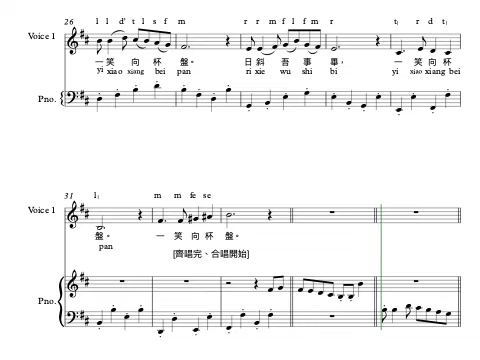 26 l l d' t l s f m r r m f l f m r t, r d t,
Voice 1
一 笑 向 杯 盤。 日 斜 吾 事 畢， 一 笑 向 杯
yi xiao xiang bei pan ri xie wu shi bi yi xiao xiang bei
Pno.
31 l, m m fe se
Voice 1
盤。 一 笑 向 杯 盤。
pan
[齊唱完、合唱開始]
Pno.